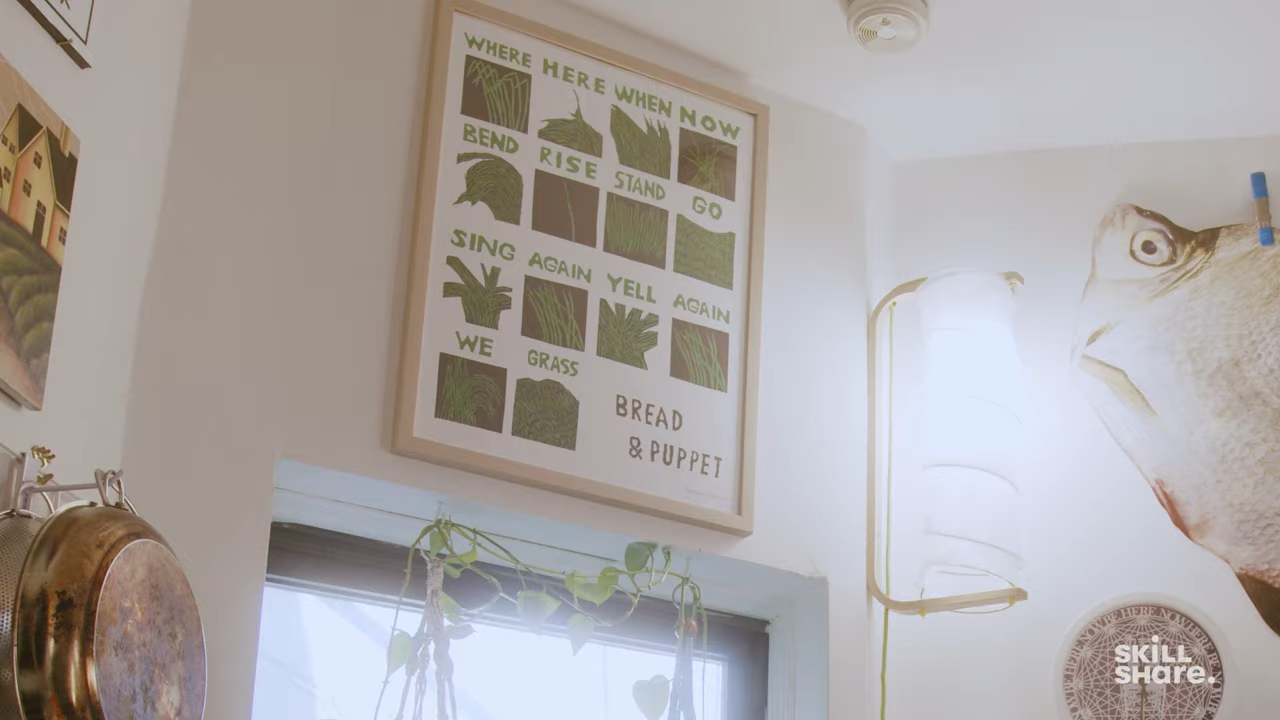 WHERE HERE WHEN NOW
BEND RISE STAND GO
SING AGAIN YELL AGAIN
WE GRASS
BREAD
& PUPPET
SKILL
SHARE.